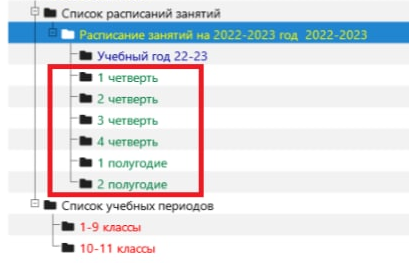 Список расписаний занятий
Расписание занятий на 2022-2023 год 2022-2023
Учебный год 22-23
1 четверть
2 четверть
3 четверть
4 четверть
1 полугодие
2 полугодие
Список учебных периодов
1-9 классы
10-11 классы